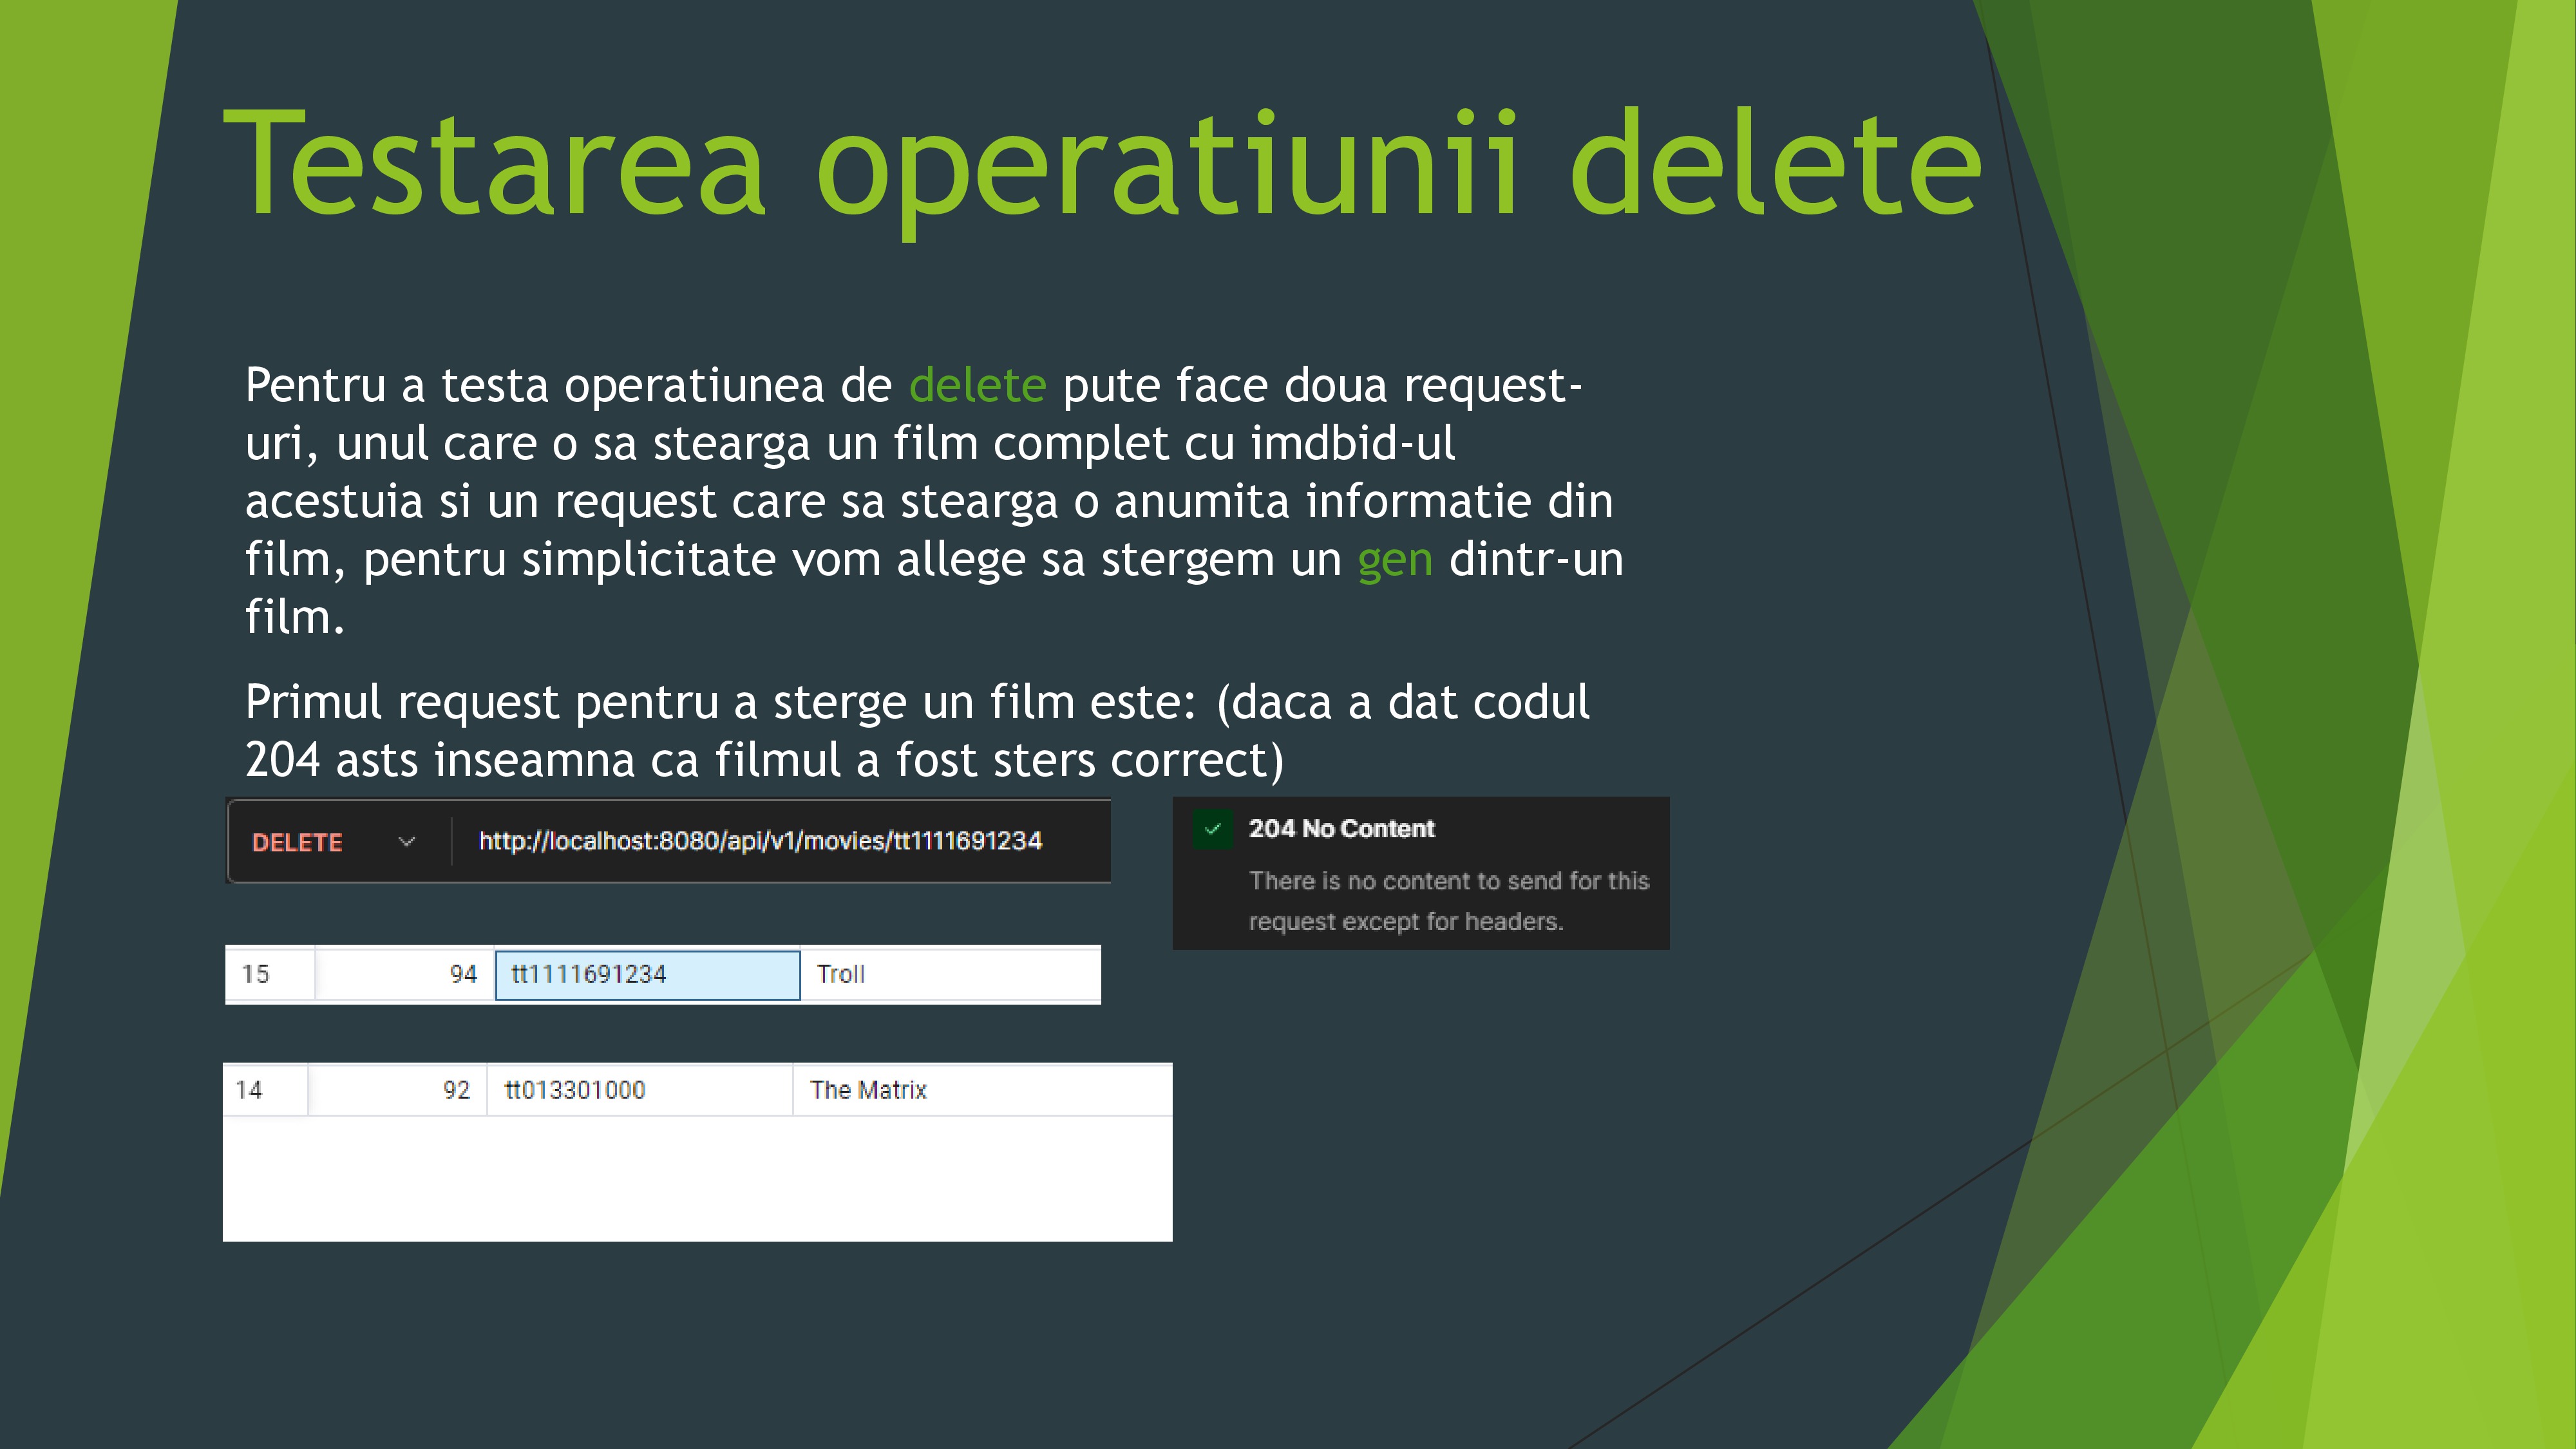 Testarea operatiunii delete
Pentru a testa operatiunea de delete pute face doua request-
uri, unul care o sa stearga un film complet cu imdbid-ul
acestuia si un request care sa stearga o anumita informatie din
film, pentru simplicitate vom allege sa stergem un gen dintr-un
film.
Primul request pentru a sterge un film este: (daca a dat codul
204 asts inseamna ca filmul a fost sters correct)
DELETE http://localhost:8080/api/v1/movies/tt1111691234
204 No Content
There is no content to send for this
request except for headers.
15 94 tt1111691234 Troll
14 92 tt013301000 The Matrix